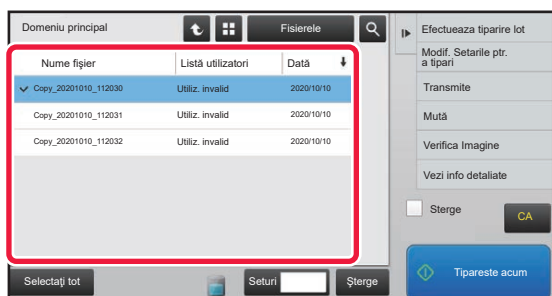 Domeniu principal
Fisierele
Nume fișier Listă utilizatori Dată
Copy_20201010_112030 Utiliz. invalid 2020/10/10
Copy_20201010_112031 Utiliz. invalid 2020/10/10
Copy_20201010_112032 Utiliz. invalid 2020/10/10
Selectaţi tot
Seturi
Şterge
Efectueaza tiparire lot
Modif. Setarile ptr.
a tipari
Transmite
Mută
Verifica Imagine
Vezi info detaliate
Sterge
CA
Tipareste acum